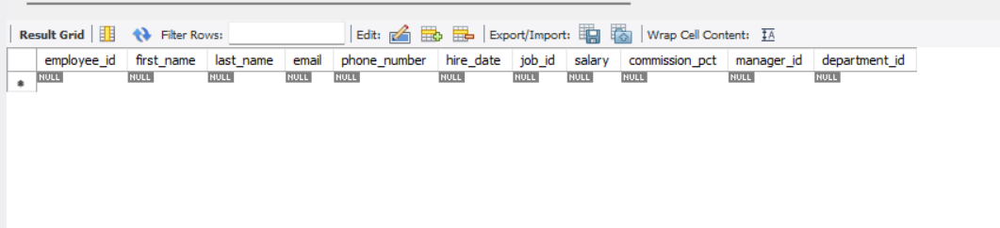 Result Grid Filter Rows: Edit: Export/Import: Wrap Cell Content: IA
employee_id first_name last_name email phone_number hire_date job_id salary commission_pct manager_id department_id
NULL NULL NULL NULL NULL NULL NULL NULL NULL NULL NULL